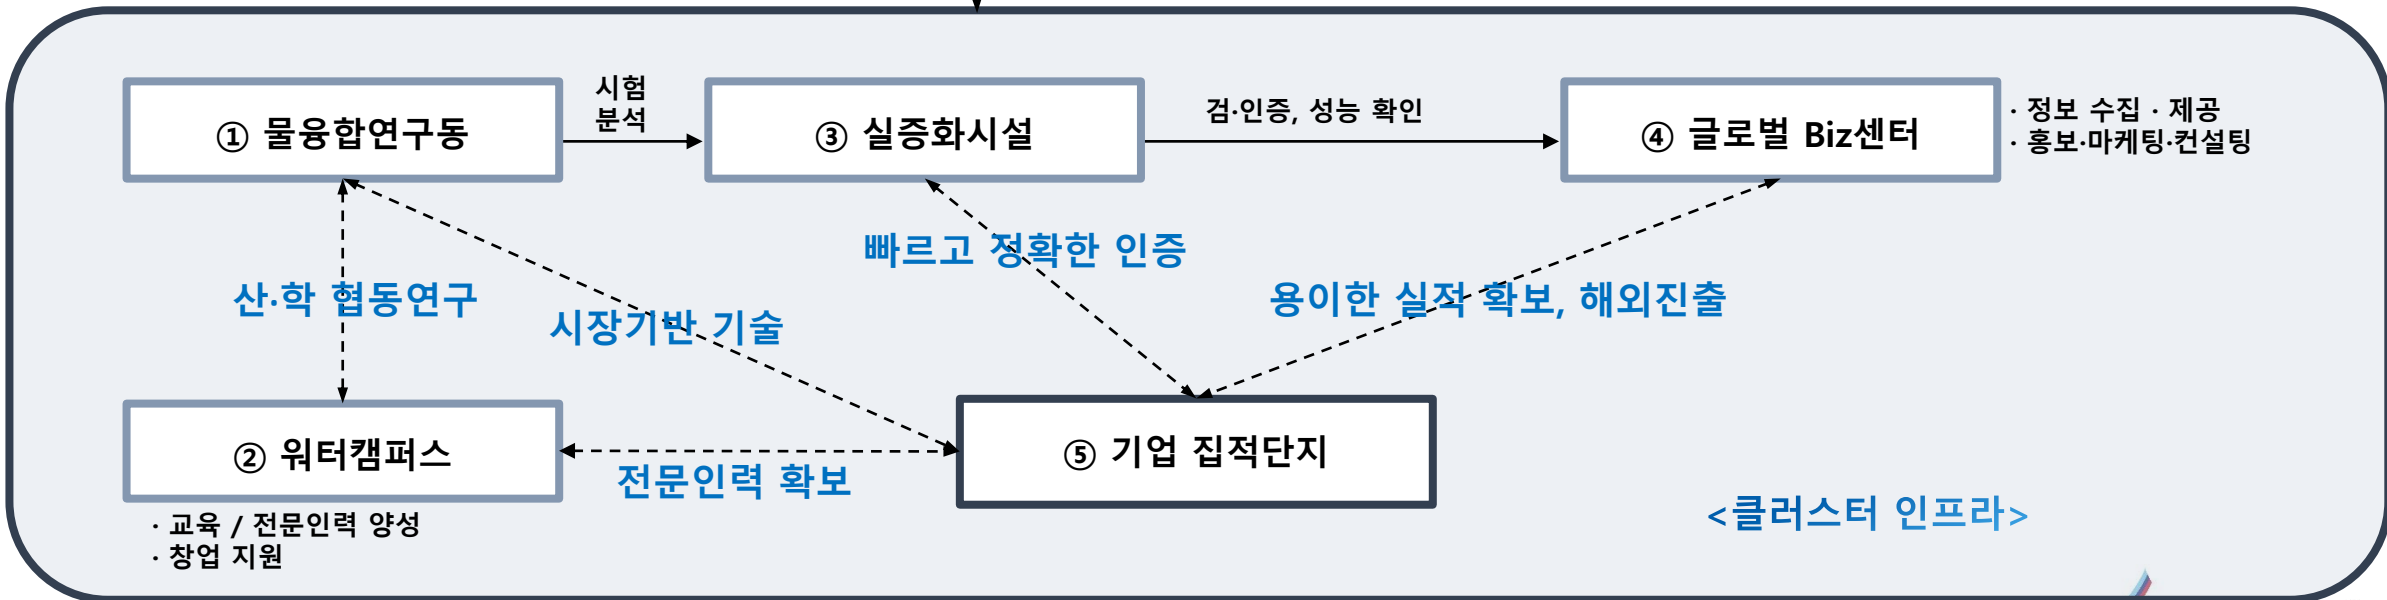 ① 물융합연구동
시험
분석
③ 실증화시설
검·인증, 성능 확인
④ 글로벌 Biz센터
· 정보 수집 · 제공
· 홍보·마케팅·컨설팅
빠르고 정확한 인증
산·학 협동연구
시장기반 기술
용이한 실적 확보, 해외진출
② 워터캠퍼스
전문인력 확보
⑤ 기업 집적단지
· 교육 / 전문인력 양성
· 창업 지원
<클러스터 인프라>